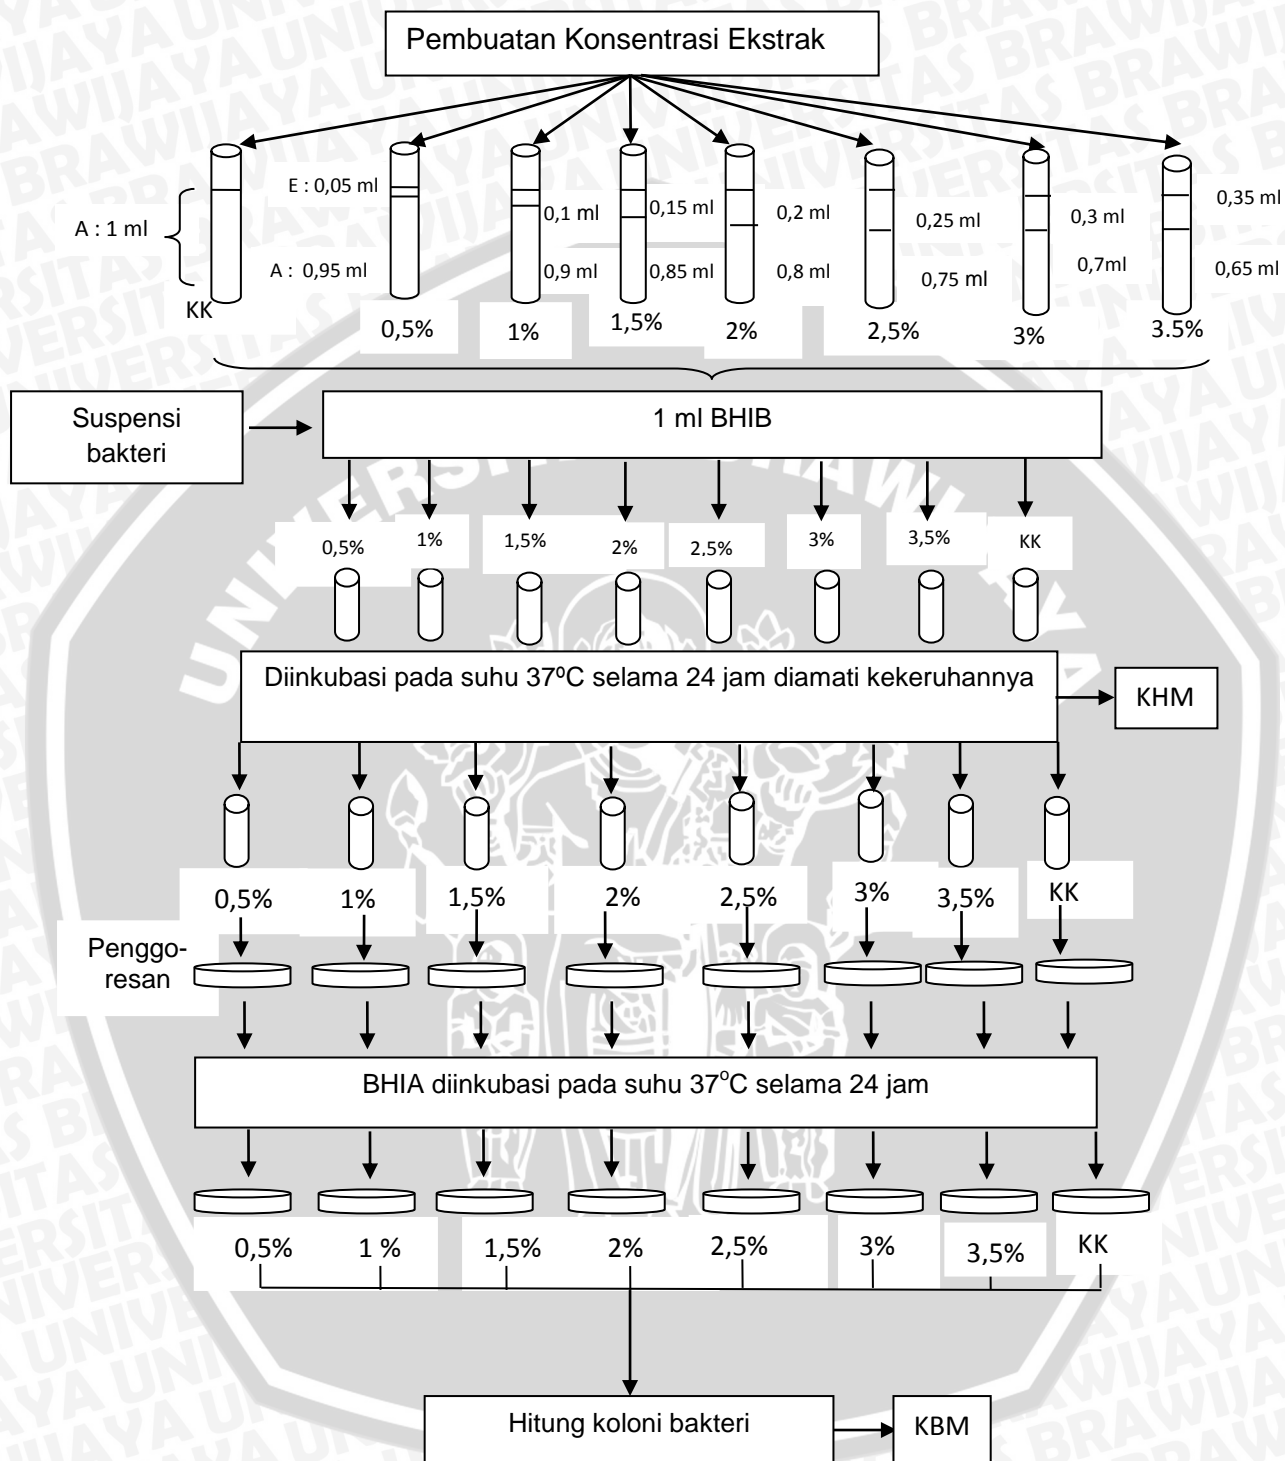 Pembuatan Konsentrasi Ekstrak
E : 0,05 ml
0,1 ml
0,15 ml
0,2 ml
0,25 ml
0,3 ml
0,35 ml
A : 1 ml
A : 0,95 ml
0,9 ml
0,85 ml
0,8 ml
0,75 ml
0,7ml
0,65 ml
KK
0,5%
1%
1,5%
2%
2,5%
3%
3.5%
Suspensi
bakteri
1 ml BHIB
0,5%
1%
1,5%
2%
2,5%
3%
3,5%
KK
Diinkubasi pada suhu 37ºC selama 24 jam diamati kekeruhannya
KHM
0,5%
1%
1,5%
2%
2,5%
3%
3,5%
KK
Penggo-
resan
BHIA diinkubasi pada suhu 37°C selama 24 jam
0,5%
1 %
1,5%
2%
2,5%
3%
3,5%
KK
Hitung koloni bakteri
KBM
UNIVERSITAS BRAWIJAYA